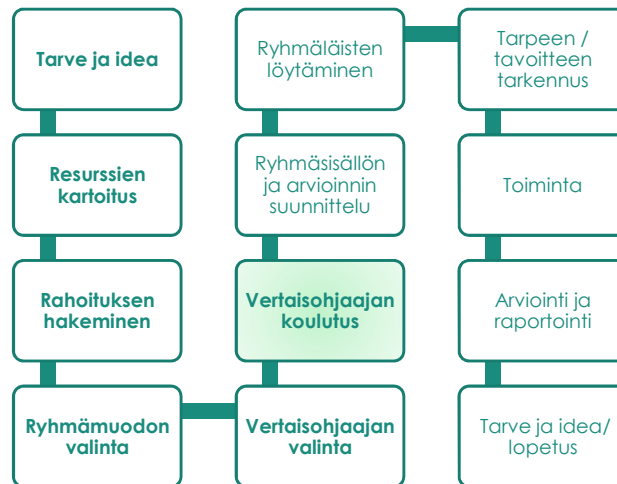 Tarve ja idea
Resurssien
kartoitus
Rahoituksen
hakeminen
Ryhmämuodon
valinta
Vertaisohjaajan
valinta
Vertaisohjaajan
koulutus
Ryhmäsisällön
ja arvioinnin
suunnittelu
Ryhmäläisten
löytäminen
Tarpeen /
tavoitteen
tarkennus
Toiminta
Arviointi ja
raportointi
Tarve ja idea/
lopetus